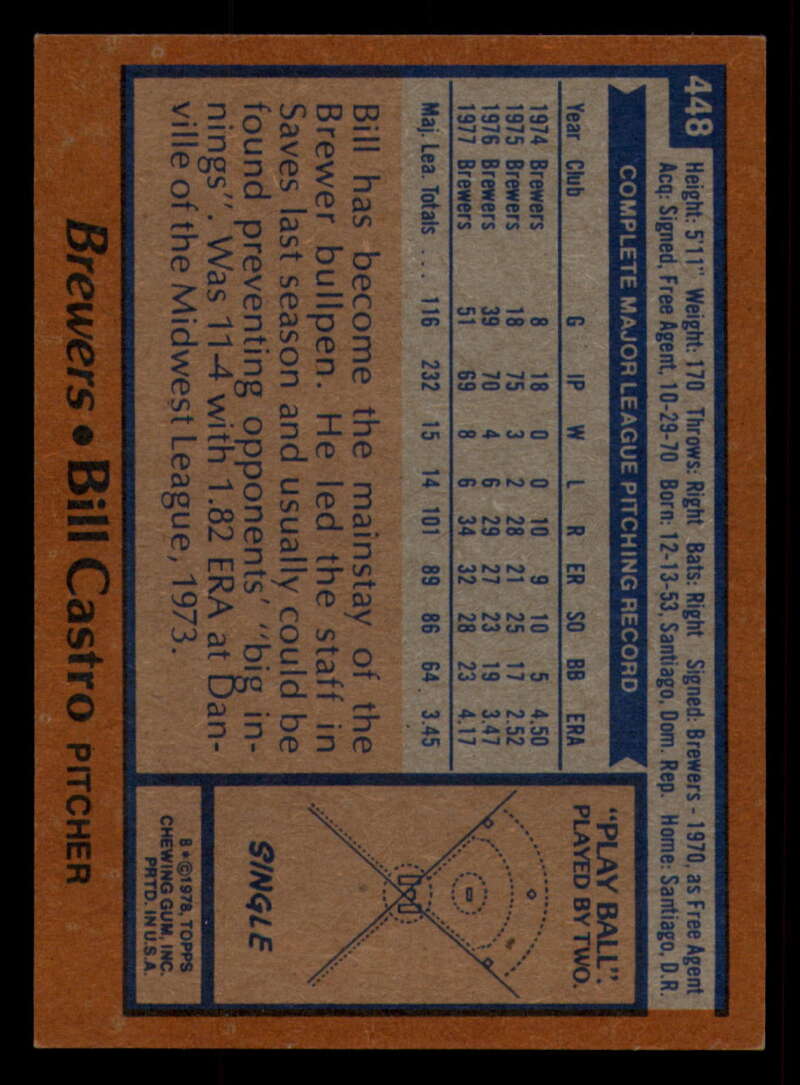 448
Height: 5'11" Weight: 170 Throws: Right Bats: Right Signed: Brewers - 1970, as Free Agent
Acq: Signed, Free Agent, 10-29-70 Born: 12-13-53, Santiago, Dom. Rep. Home: Santiago, D.R.
COMPLETE MAJOR LEAGUE PITCHING RECORD
Year Club G IP W L R ER SO BB ERA
1974 Brewers 8 18 0 0 10 9 10 5 4.50
1975 Brewers 18 75 3 2 28 21 25 17 2.52
1976 Brewers 39 70 4 6 29 27 23 19 3.47
1977 Brewers 51 69 8 6 34 32 28 23 4.17
Maj. Lea. Totals ... 116 232 15 14 101 89 86 64 3.45
Bill has become the mainstay of the
Brewer bullpen. He led the staff in
Saves last season and usually could be
found preventing opponents' "big in-
nings". Was 11-4 with 1.82 ERA at Dan-
ville of the Midwest League, 1973.
"PLAY BALL".
PLAYED BY TWO.
SINGLE
B*©1978, TOPPS
CHEWING GUM, INC.
PRTD. IN U.S.A.
Brewers • Bill Castro PITCHER